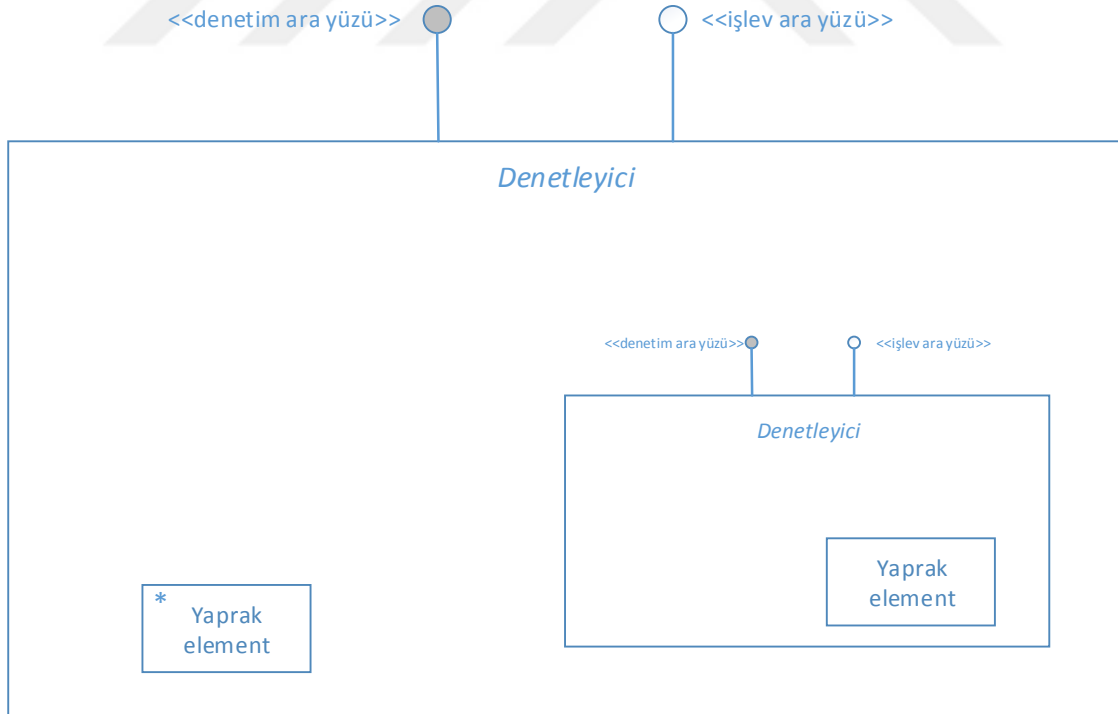 <<denetim ara yüzü>> <<işlev ara yüzü>>
Denetleyici
<<denetim ara yüzü>> <<işlev ara yüzü>>
Denetleyici
Yaprak
element
* Yaprak
element